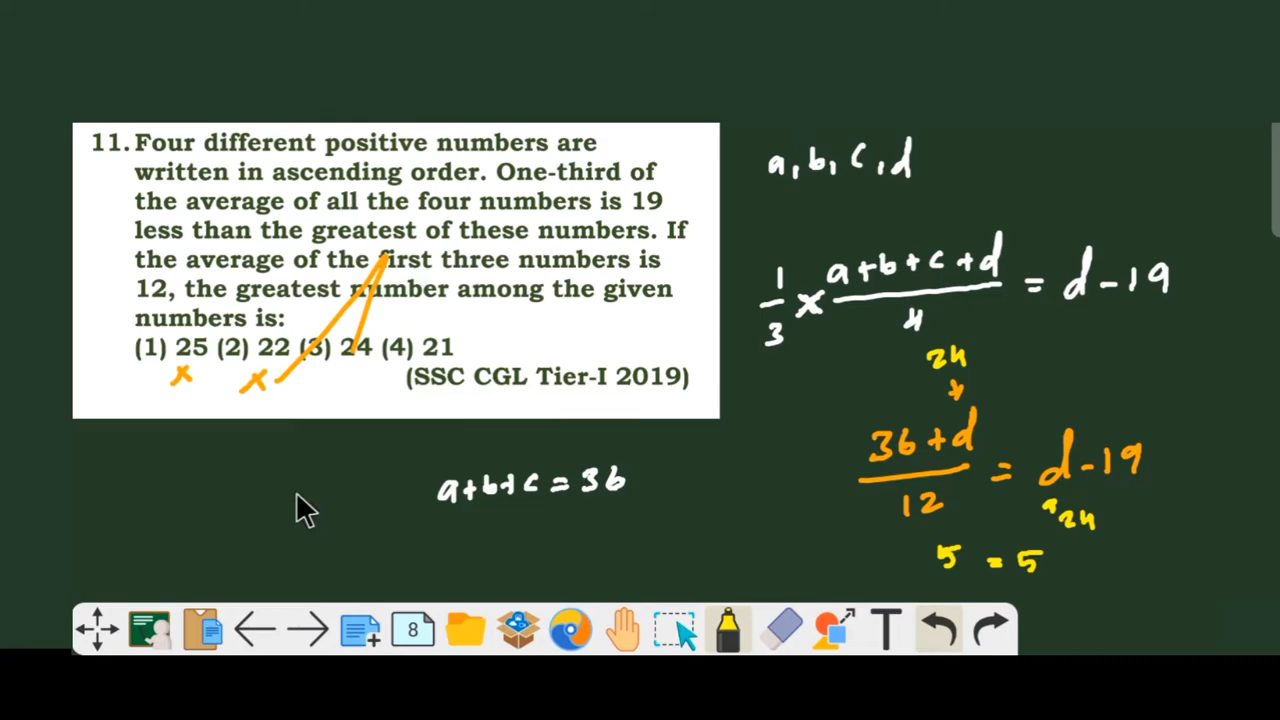 11. Four different positive numbers are
written in ascending order. One-third of
the average of all the four numbers is 19
less than the greatest of these numbers. If
the average of the first three numbers is
12, the greatest number among the given
numbers is:
(1) 25 (2) 22 (3) 24 (4) 21
(SSC CGL Tier-I 2019)
a+b+c = 36
a, b, c, d
1/3 × a+b+c+d/4 = d-19
24
+
36+d/12 = d-19
24
5 = 5
8
T